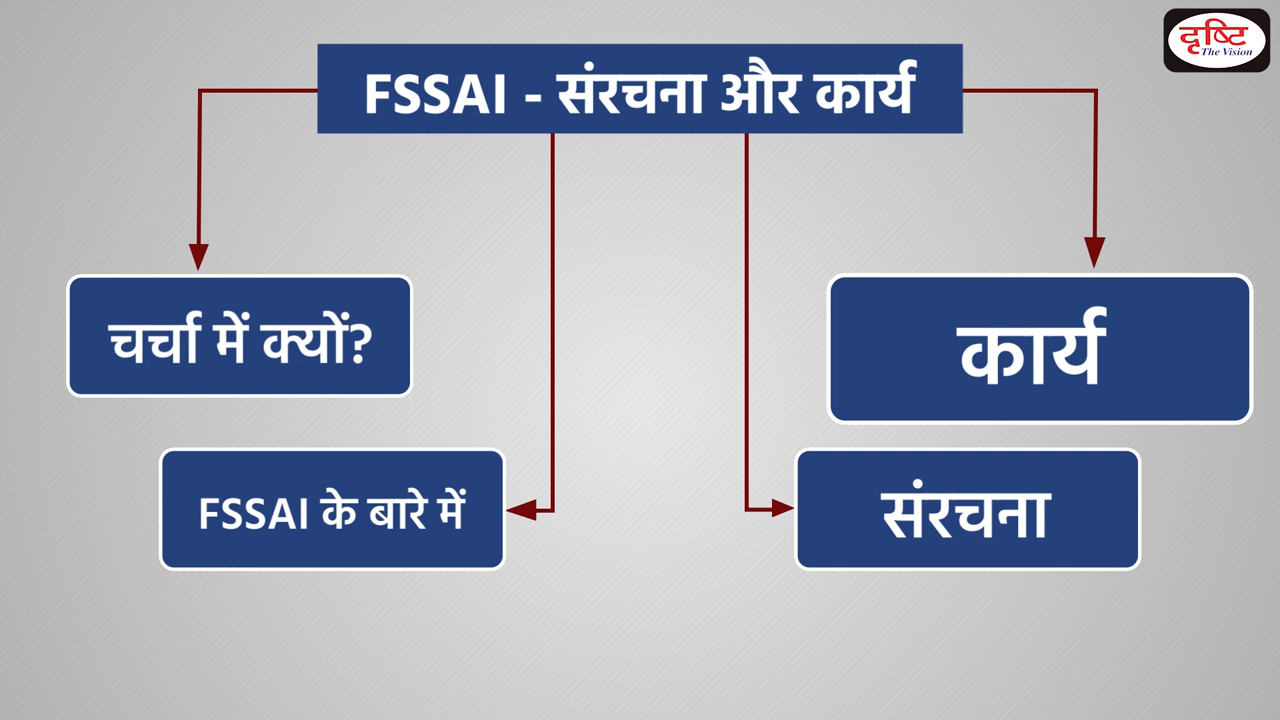 दृष्टि
The Vision
FSSAI - संरचना और कार्य
चर्चा में क्यों?
कार्य
FSSAI के बारे में
संरचना